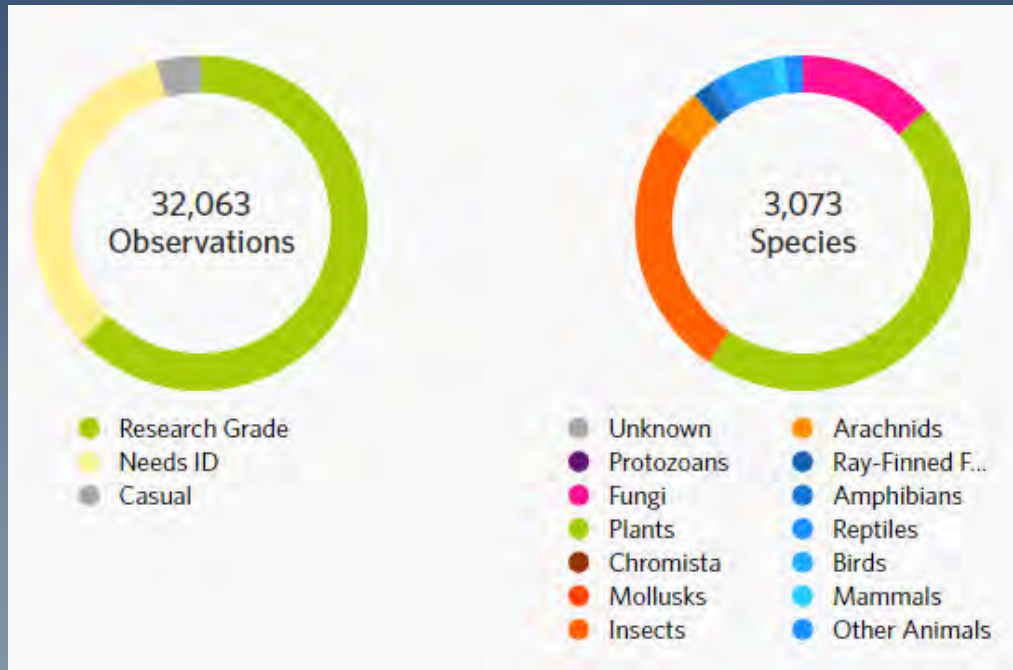 32,063
Observations
Research Grade
Needs ID
Casual
3,073
Species
Unknown
Protozoans
Fungi
Plants
Chromista
Mollusks
Insects
Arachnids
Ray-Finned F...
Amphibians
Reptiles
Birds
Mammals
Other Animals